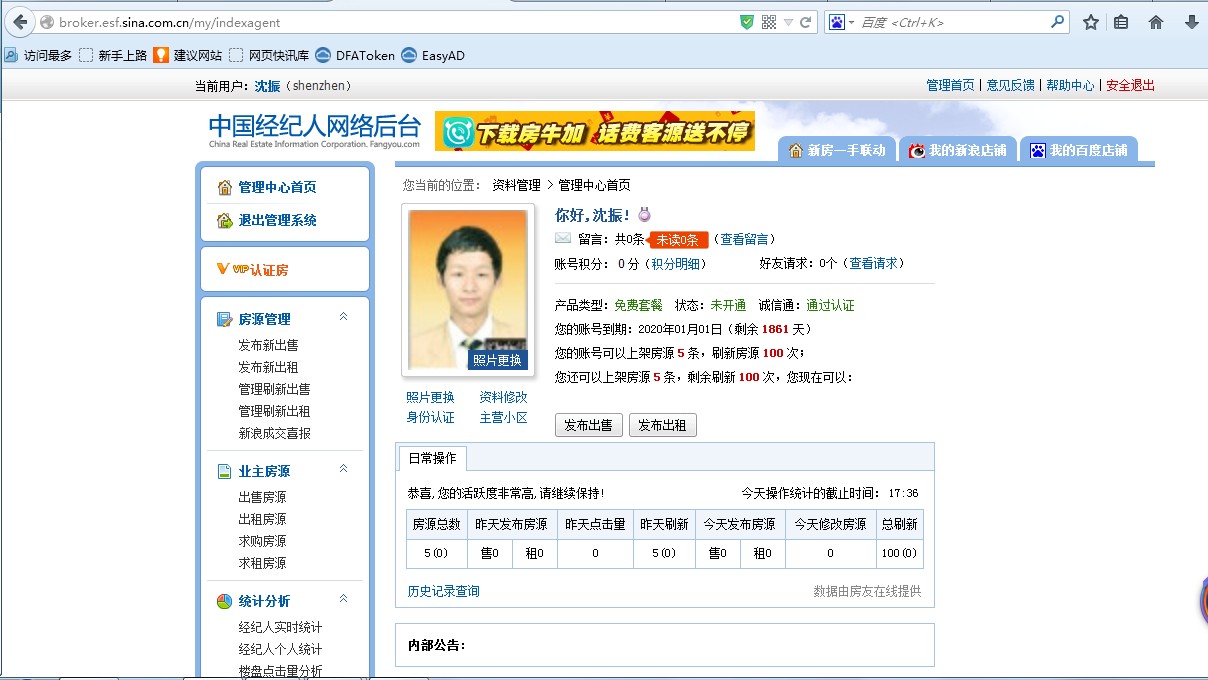 broker.esf.sina.com.cn/my/indexagent
百度 <Ctrl+K>
访问最多 新手上路 建议网站 网页快讯库 DFAToken EasyAD
当前用户：沈振（shenzhen） 管理首页 | 意见反馈 | 帮助中心 | 安全退出
中国经纪人网络后台
China Real Estate Information Corporation. Fangyou.com
下载房牛加 话费客源送不停
新房一手联动 我的新浪店铺 我的百度店铺
管理中心首页
退出管理系统
VIP认证房
房源管理
发布新出售
发布新出租
管理刷新出售
管理刷新出租
新浪成交喜报
业主房源
出售房源
出租房源
求购房源
求租房源
统计分析
经纪人实时统计
经纪人个人统计
楼盘点击量分析
您当前的位置： 资料管理 > 管理中心首页
照片更换
照片更换 资料修改
身份认证 主营小区
你好,沈振！
留言：共0条 未读0条（查看留言）
账号积分： 0 分（积分明细） 好友请求：0个（查看请求）
产品类型：免费套餐 状态：未开通 诚信通：通过认证
您的账号到期：2020年01月01日（剩余 1861 天）
您的账号可以上架房源 5 条，刷新房源 100 次；
您还可以上架房源 5 条，剩余刷新 100 次，您现在可以：
发布出售 发布出租
日常操作
恭喜,您的活跃度非常高,请继续保持! 今天操作统计的截止时间： 17:36
房源总数 昨天发布房源 昨天点击量 昨天刷新 今天发布房源 今天修改房源 总刷新
5(0) 售0 租0 0 5(0) 售0 租0 0 100(0)
历史记录查询 数据由房友在线提供
内部公告：